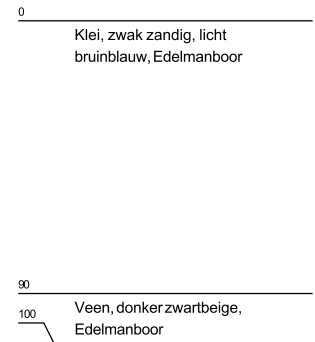 0
Klei, zwak zandig, licht
bruinblauw, Edelmanboor
90
100
Veen, donker zwartbeige,
Edelmanboor